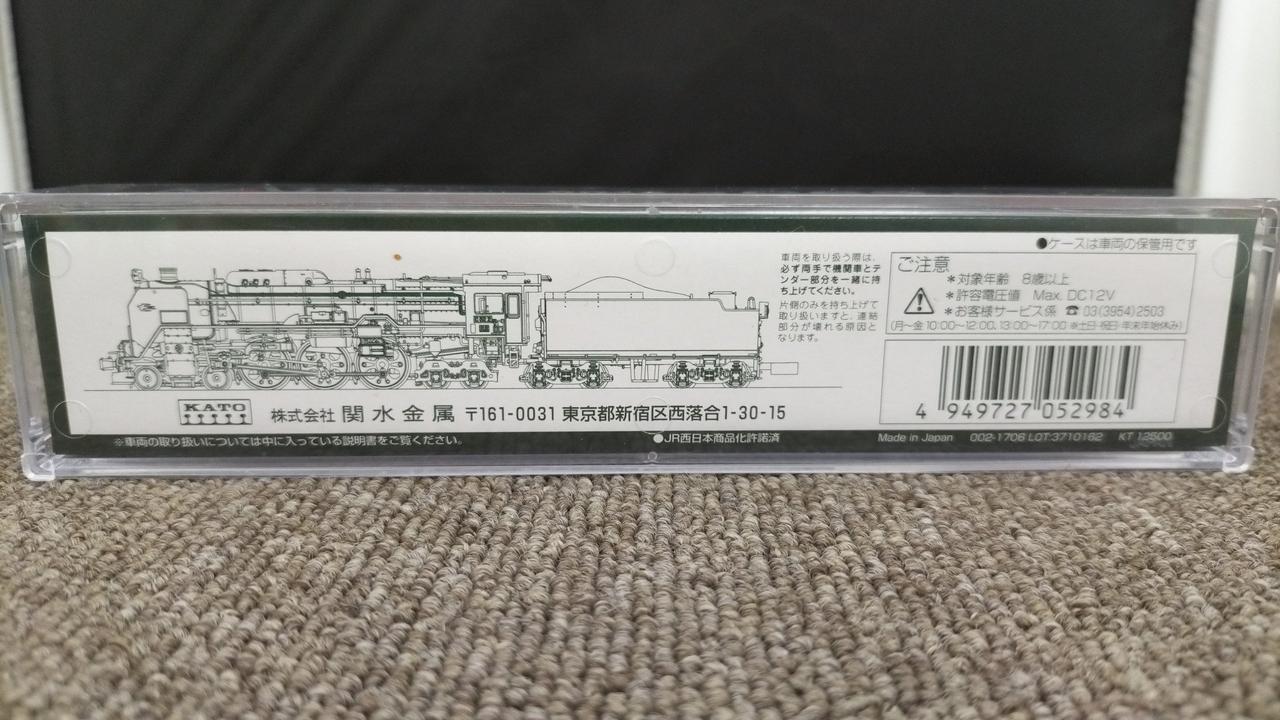 ●ケースは車両の保管用です
車両を取り扱う際は、
必ず両手で機関車とテ
ンダー部分を一緒に持
ち上げてください。
片側のみを持ち上げて
取り扱いますと、連結
部分が壊れる原因と
なります。
ご注意
＊対象年齢 8歳以上
＊許容電圧値 Max. DC12V
＊お客様サービス係 ☎03(3954)2503
(月〜金 10:00〜12:00、13:00〜17:00 ※土日・祝日・年末年始休み)
4 949727 052984
KATO
株式会社 関水金属 〒161-0031 東京都新宿区西落合1-30-15
※車両の取り扱いについては中に入っている説明書をご覧ください。
●JR西日本商品化許諾済
Made in Japan 002-1706 LOT:3710162 KT 12500